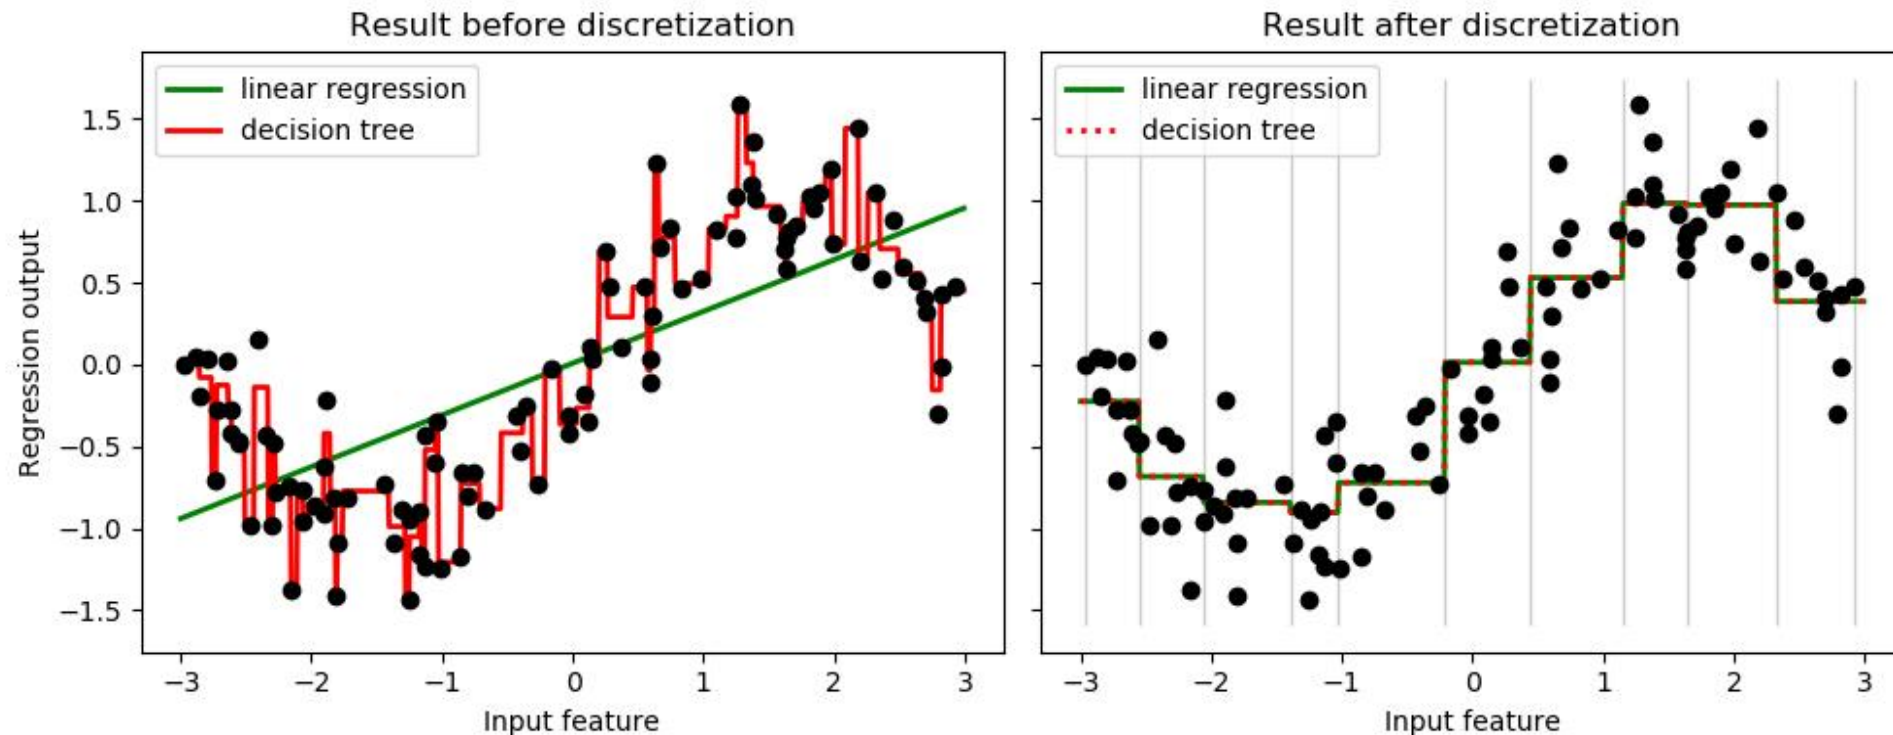 Result before discretization
linear regression
decision tree
Regression output
1.5
1.0
0.5
0.0
−0.5
−1.0
−1.5
−3 −2 −1 0 1 2 3
Input feature
Result after discretization
linear regression
decision tree
−3 −2 −1 0 1 2 3
Input feature